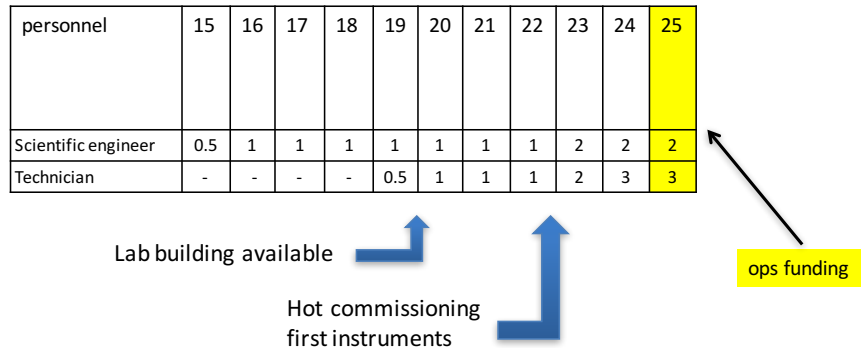 personnel 15 16 17 18 19 20 21 22 23 24 25
Scientific engineer 0.5 1 1 1 1 1 1 1 2 2 2
Technician - - - - 0.5 1 1 1 2 3 3
Lab building available
ops funding
Hot commissioning
first instruments